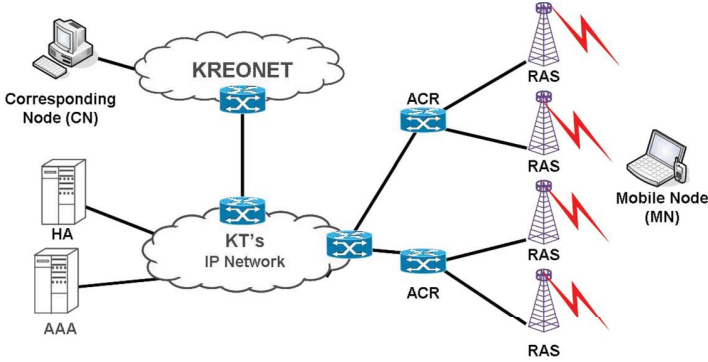 KREONET
Corresponding
Node (CN)
ACR
RAS
RAS
Mobile Node
(MN)
HA
KT's
IP Network
RAS
ACR
AAA
RAS